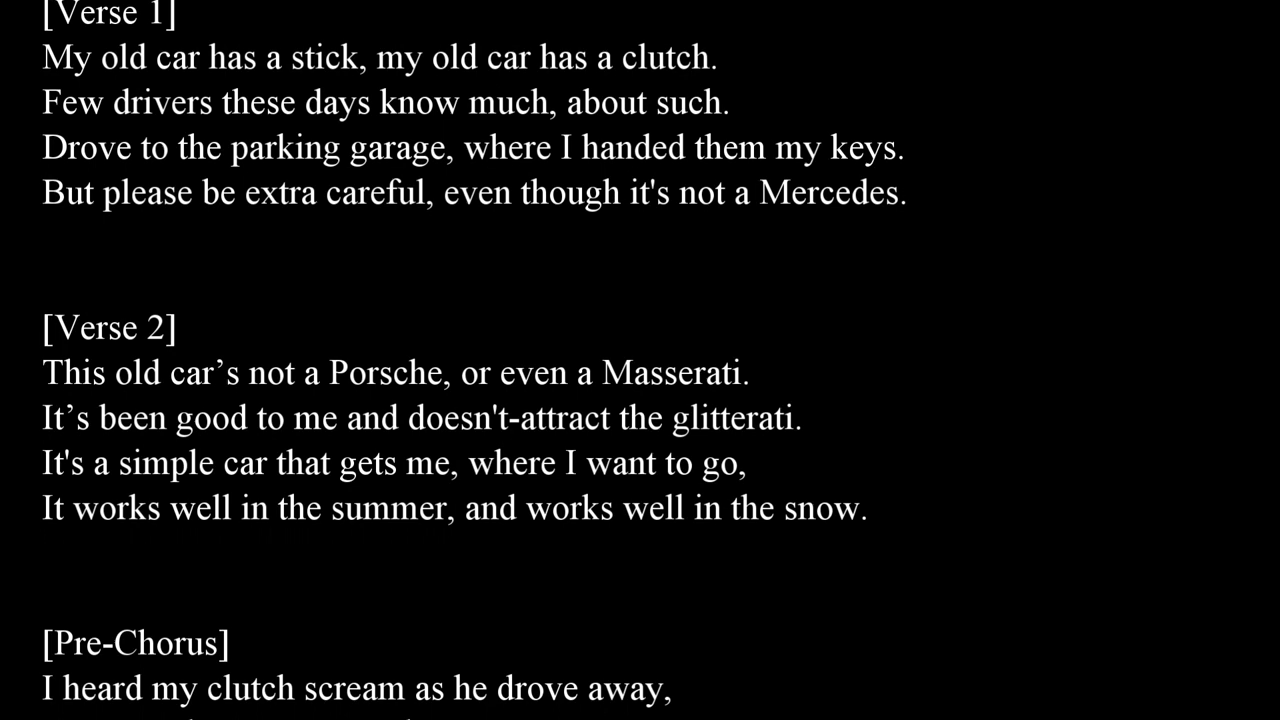 [Verse 1]
My old car has a stick, my old car has a clutch.
Few drivers these days know much, about such.
Drove to the parking garage, where I handed them my keys.
But please be extra careful, even though it's not a Mercedes.
[Verse 2]
This old car’s not a Porsche, or even a Masserati.
It’s been good to me and doesn't-attract the glitterati.
It's a simple car that gets me, where I want to go,
It works well in the summer, and works well in the snow.
[Pre-Chorus]
I heard my clutch scream as he drove away,